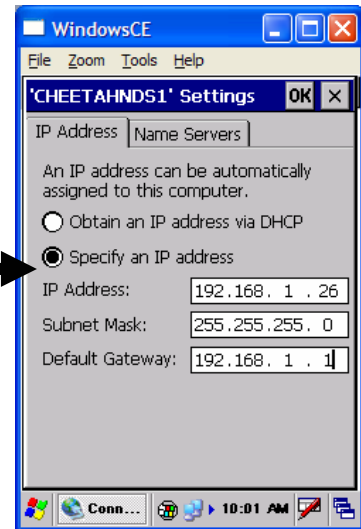 WindowsCE
File Zoom Tools Help
'CHEETAHNDS1' Settings OK ×
IP Address Name Servers
An IP address can be automatically
assigned to this computer.
Obtain an IP address via DHCP
Specify an IP address
IP Address: 192.168. 1 . 26
Subnet Mask: 255.255.255. 0
Default Gateway: 192.168. 1 . 1
Conn... 10:01 AM